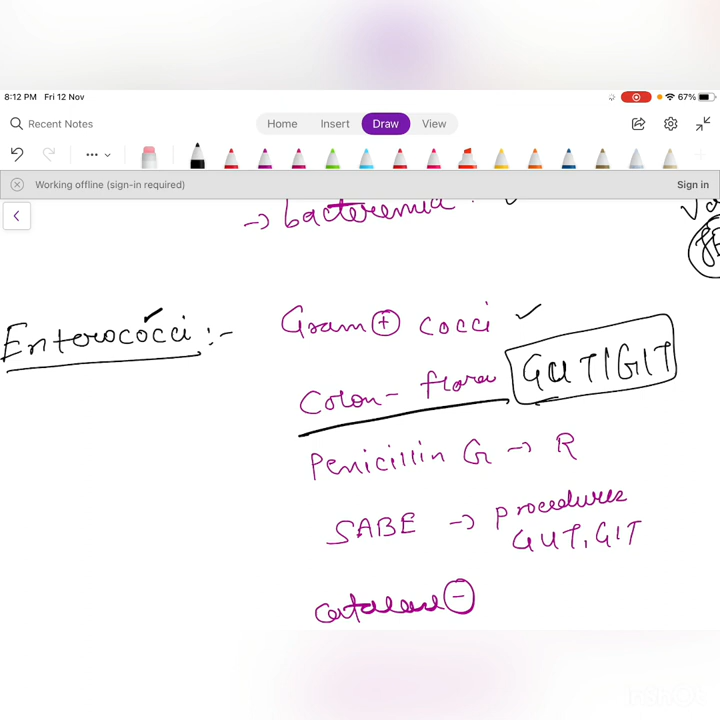 8:12 PM Fri 12 Nov 67%
Recent Notes Home Insert Draw View
Working offline (sign-in required) Sign in
→ bacteremia
Enterococci :- Gram + cocci
Colon - flora GUT/GIT
Penicillin G → R
SABE → Procedures
GUT, GIT
Catalase -